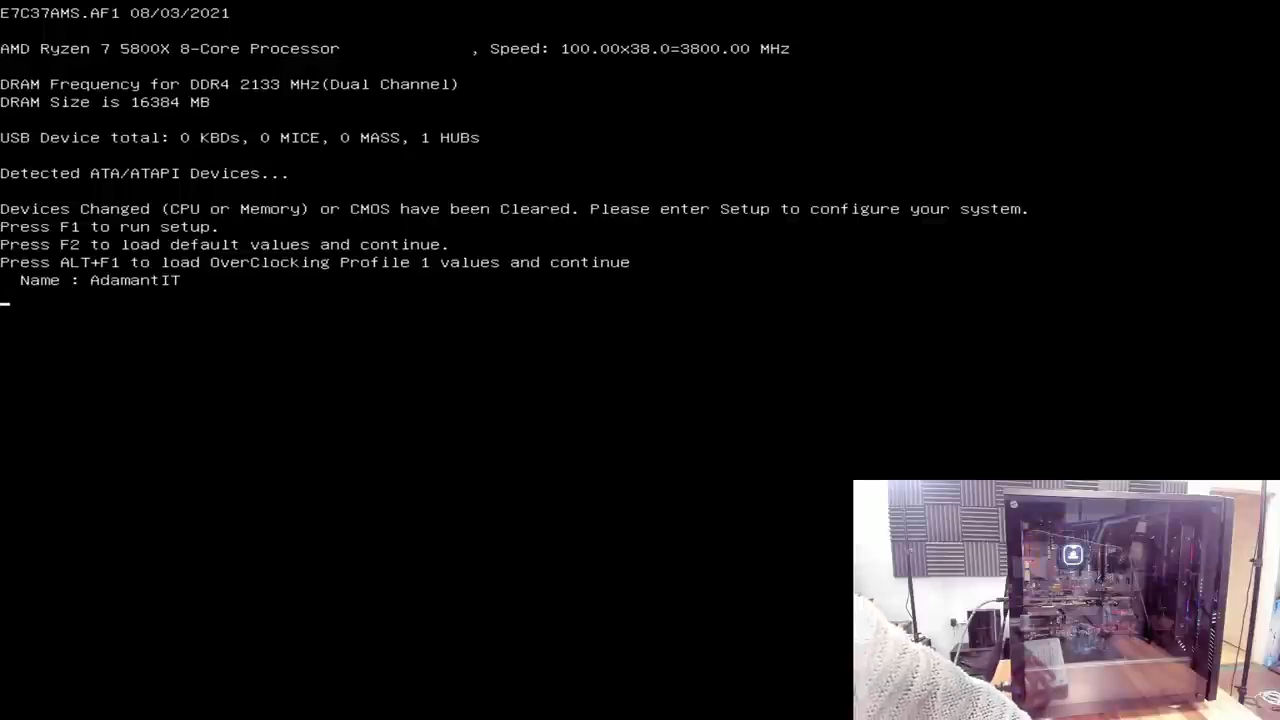 E7C37AMS.AF1 08/03/2021
AMD Ryzen 7 5800X 8-Core Processor , Speed: 100.00x38.0=3800.00 MHz
DRAM Frequency for DDR4 2133 MHz(Dual Channel)
DRAM Size is 16384 MB
USB Device total: 0 KBDs, 0 MICE, 0 MASS, 1 HUBs
Detected ATA/ATAPI Devices...
Devices Changed (CPU or Memory) or CMOS have been Cleared. Please enter Setup to configure your system.
Press F1 to run setup.
Press F2 to load default values and continue.
Press ALT+F1 to load OverClocking Profile 1 values and continue
Name : AdamantIT